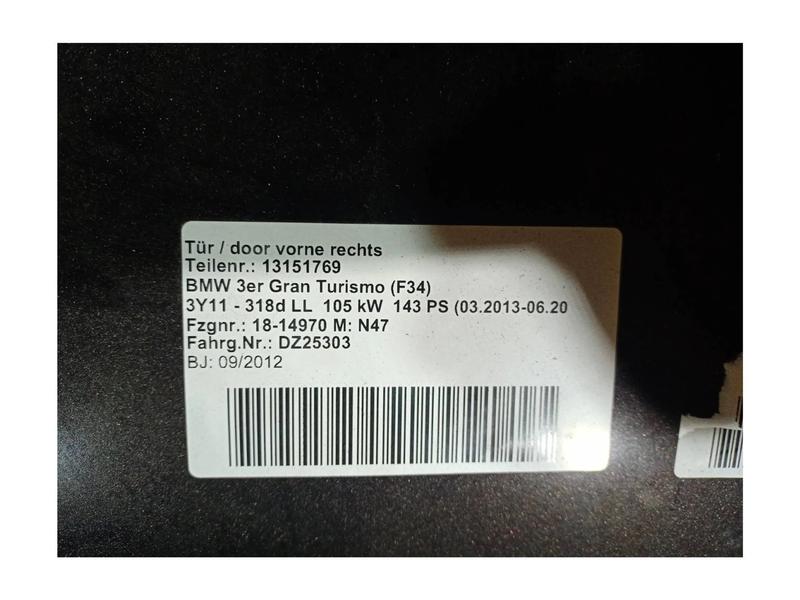 Tür / door vorne rechts
Teilenr.: 13151769
BMW 3er Gran Turismo (F34)
3Y11 - 318d LL 105 kW 143 PS (03.2013-06.20
Fzgnr.: 18-14970 M: N47
Fahrg.Nr.: DZ25303
BJ: 09/2012